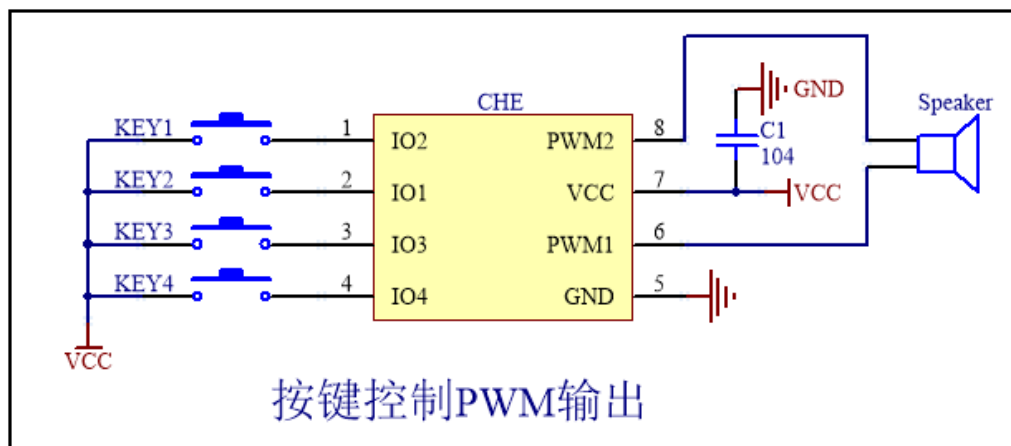 CHE
GND
Speaker
KEY1 1 IO2 PWM2 8 C1
104
KEY2 2 IO1 VCC 7 VCC
KEY3 3 IO3 PWM1 6
KEY4 4 IO4 GND 5
VCC
按键控制PWM输出